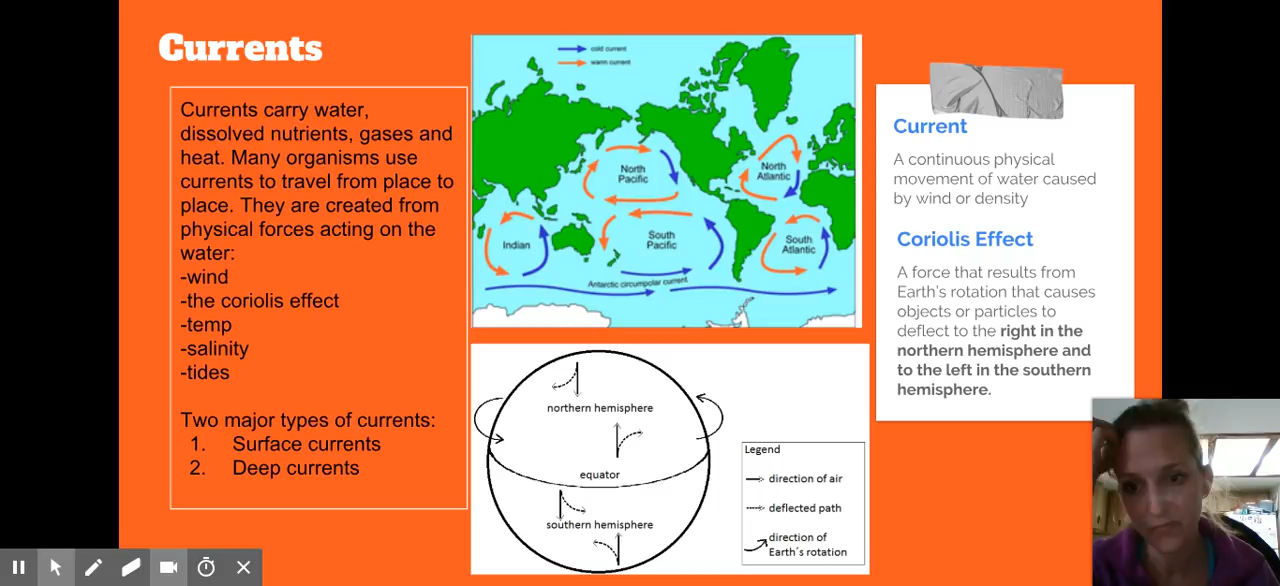 Currents
Currents carry water,
dissolved nutrients, gases and
heat. Many organisms use
currents to travel from place to
place. They are created from
physical forces acting on the
water:
-wind
-the coriolis effect
-temp
-salinity
-tides
Two major types of currents:
1. Surface currents
2. Deep currents
cold current
warm current
North
Pacific
North
Atlantic
Indian
South
Pacific
South
Atlantic
Antarctic circumpolar current
northern hemisphere
equator
southern hemisphere
Legend
direction of air
deflected path
direction of
Earth's rotation
Current
A continuous physical
movement of water caused
by wind or density
Coriolis Effect
A force that results from
Earth's rotation that causes
objects or particles to
deflect to the right in the
northern hemisphere and
to the left in the southern
hemisphere.